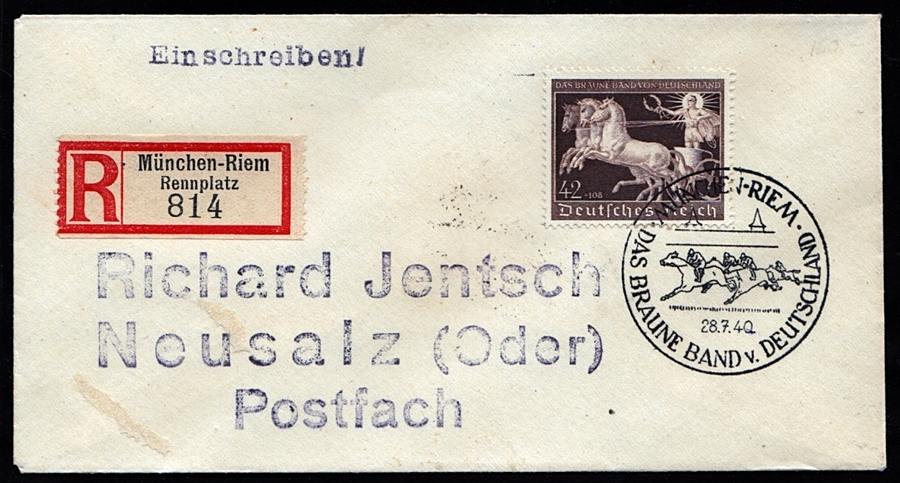 Einschreiben!
R
München-Riem
Rennplatz
814
DAS BRAUNE BAND VON DEUTSCHLAND
42 +108
Deutsches Reich
Richard Jentsch
Neusalz (Oder)
Postfach
MÜNCHEN-RIEM · DAS BRAUNE BAND v. DEUTSCHLAND ·
A
28.7.40